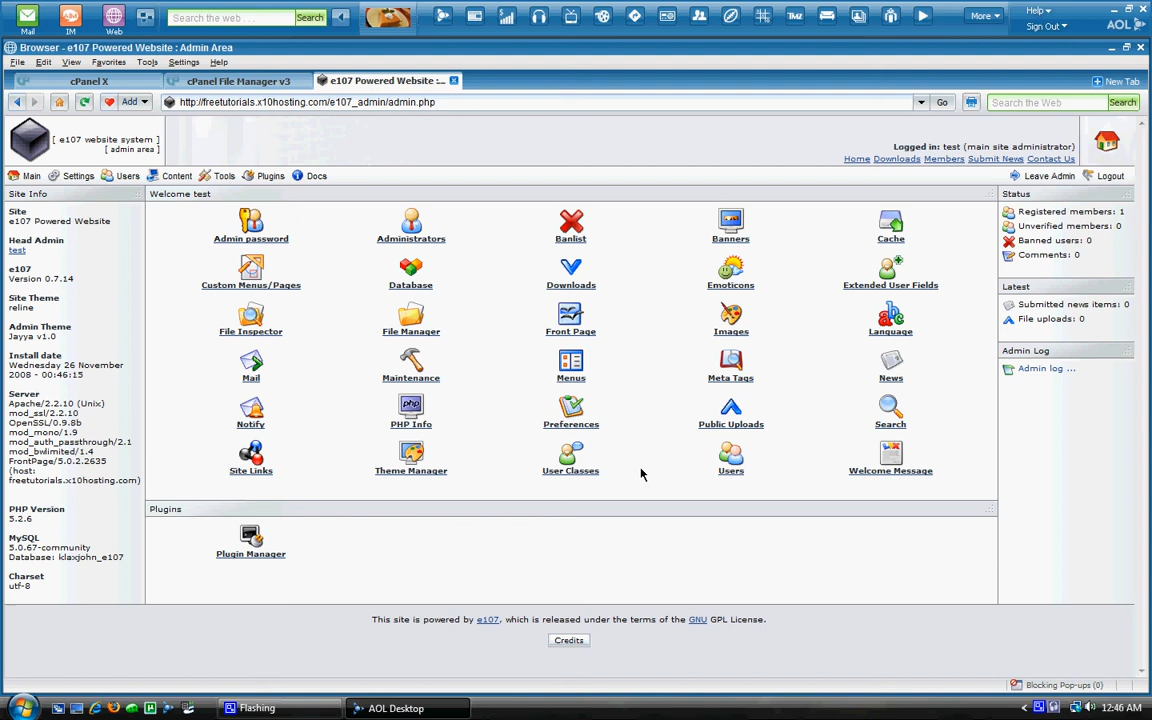 Mail
IM
Web
Search the web ...
Search
TMZ
More
Help
Sign Out
AOL
Browser - e107 Powered Website : Admin Area
File Edit View Favorites Tools Settings Help
cPanel X
cPanel File Manager v3
e107 Powered Website :...
New Tab
Add
http://freetutorials.x10hosting.com/e107_admin/admin.php
Go
Search the Web
Search
[ e107 website system ]
[ admin area ]
Logged in: test (main site administrator)
Home Downloads Members Submit News Contact Us
Main Settings Users Content Tools Plugins Docs
Leave Admin Logout
Site Info
Site
e107 Powered Website
Head Admin
test
e107
Version 0.7.14
Site Theme
reline
Admin Theme
Jayya v1.0
Install date
Wednesday 26 November
2008 - 00:46:15
Server
Apache/2.2.10 (Unix)
mod_ssl/2.2.10
OpenSSL/0.9.8b
mod_mono/1.9
mod_auth_passthrough/2.1
mod_bwlimited/1.4
FrontPage/5.0.2.2635
(host:
freetutorials.x10hosting.com)
PHP Version
5.2.6
MySQL
5.0.67-community
Database: klaxjohn_e107
Charset
utf-8
Welcome test
Admin password Administrators Banlist Banners Cache
Custom Menus/Pages Database Downloads Emoticons Extended User Fields
File Inspector File Manager Front Page Images Language
Mail Maintenance Menus Meta Tags News
Notify PHP Info Preferences Public Uploads Search
Site Links Theme Manager User Classes Users Welcome Message
Plugins
Plugin Manager
Status
Registered members: 1
Unverified members: 0
Banned users: 0
Comments: 0
Latest
Submitted news items: 0
File uploads: 0
Admin Log
Admin log ...
This site is powered by e107, which is released under the terms of the GNU GPL License.
Credits
Blocking Pop-ups (0)
Flashing
AOL Desktop
12:46 AM